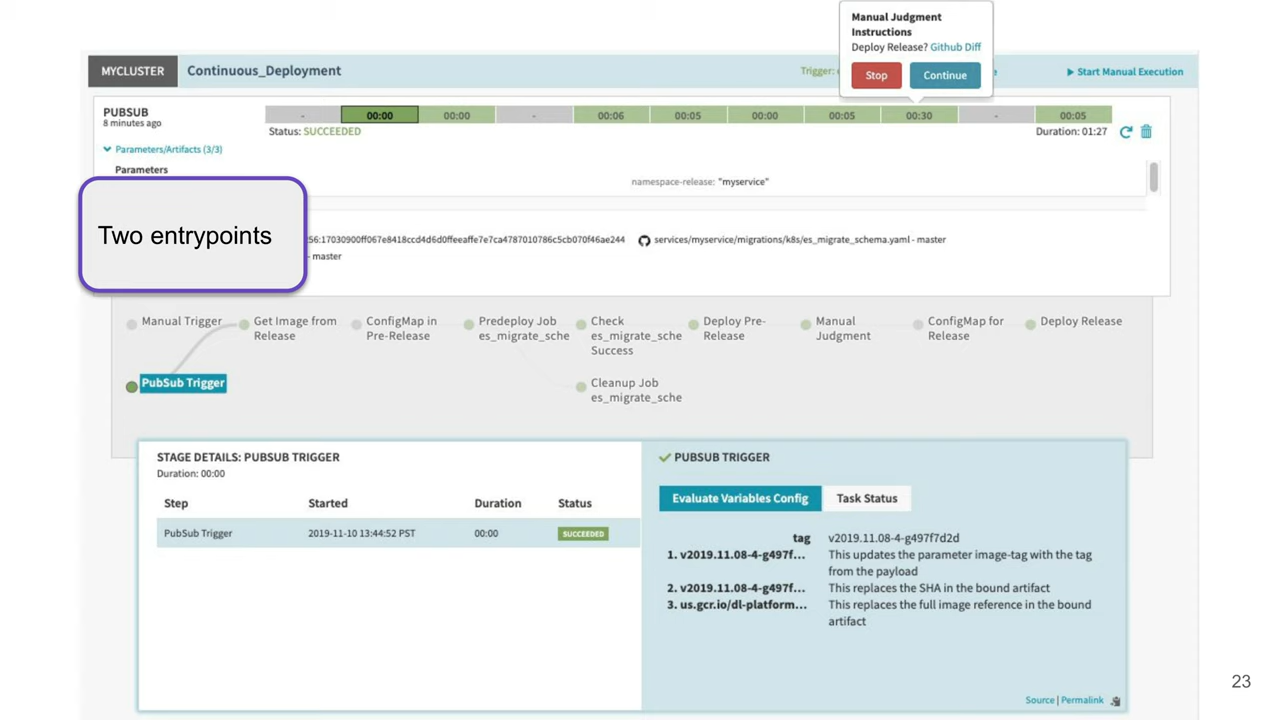 Manual Judgment
Instructions
Deploy Release? Github Diff
Stop Continue
MYCLUSTER Continuous_Deployment
Trigger:
Start Manual Execution
PUBSUB
8 minutes ago
- 00:00 00:00 - 00:06 00:05 00:00 00:05 00:30 - 00:05
Status: SUCCEEDED
Duration: 01:27
Parameters/Artifacts (3/3)
Parameters
namespace-release: "myservice"
Two entrypoints
56:17030900ff067e8418ccd4d6d0ffeeaffe7e7ca4787010786c5cb070f46ae244
services/myservice/migrations/k8s/es_migrate_schema.yaml - master
- master
Manual Trigger
Get Image from
Release
ConfigMap in
Pre-Release
Predeploy Job
es_migrate_sche
Check
es_migrate_sche
Success
Deploy Pre-
Release
Manual
Judgment
ConfigMap for
Release
Deploy Release
PubSub Trigger
Cleanup Job
es_migrate_sche
STAGE DETAILS: PUBSUB TRIGGER
Duration: 00:00
Step Started Duration Status
PubSub Trigger 2019-11-10 13:44:52 PST 00:00 SUCCEEDED
PUBSUB TRIGGER
Evaluate Variables Config Task Status
tag v2019.11.08-4-g497f7d2d
1. v2019.11.08-4-g497f... This updates the parameter image-tag with the tag
from the payload
2. v2019.11.08-4-g497f... This replaces the SHA in the bound artifact
3. us.gcr.io/dl-platform... This replaces the full image reference in the bound
artifact
Source | Permalink
23